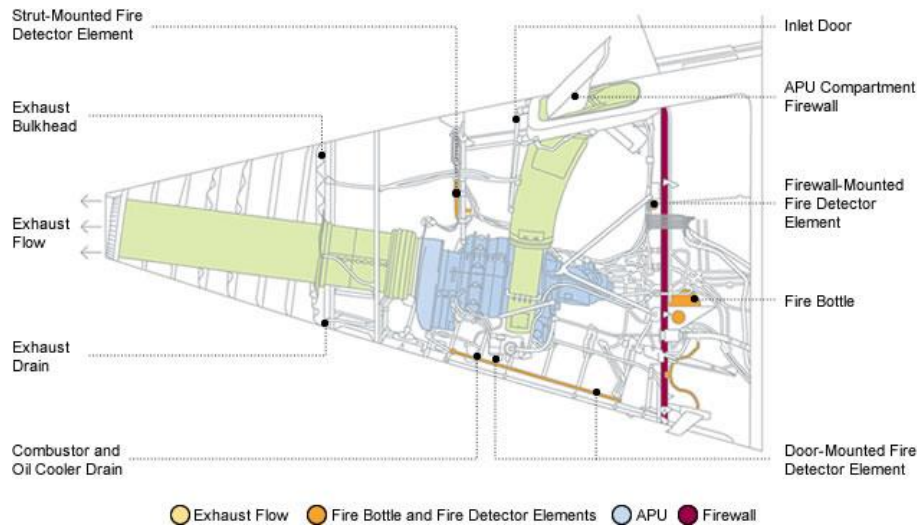 Strut-Mounted Fire
Detector Element
Exhaust
Bulkhead
Exhaust
Flow
Exhaust
Drain
Combustor and
Oil Cooler Drain
Inlet Door
APU Compartment
Firewall
Firewall-Mounted
Fire Detector
Element
Fire Bottle
Door-Mounted Fire
Detector Element
Exhaust Flow
Fire Bottle and Fire Detector Elements
APU
Firewall